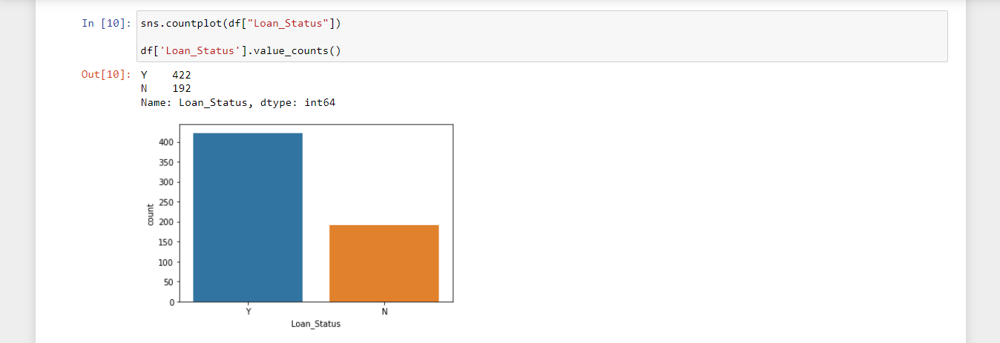 In [10]: sns.countplot(df["Loan_Status"])
df['Loan_Status'].value_counts()
Out[10]: Y    422
N    192
Name: Loan_Status, dtype: int64
400
350
300
250
200
150
100
50
0
count
Y N
Loan_Status